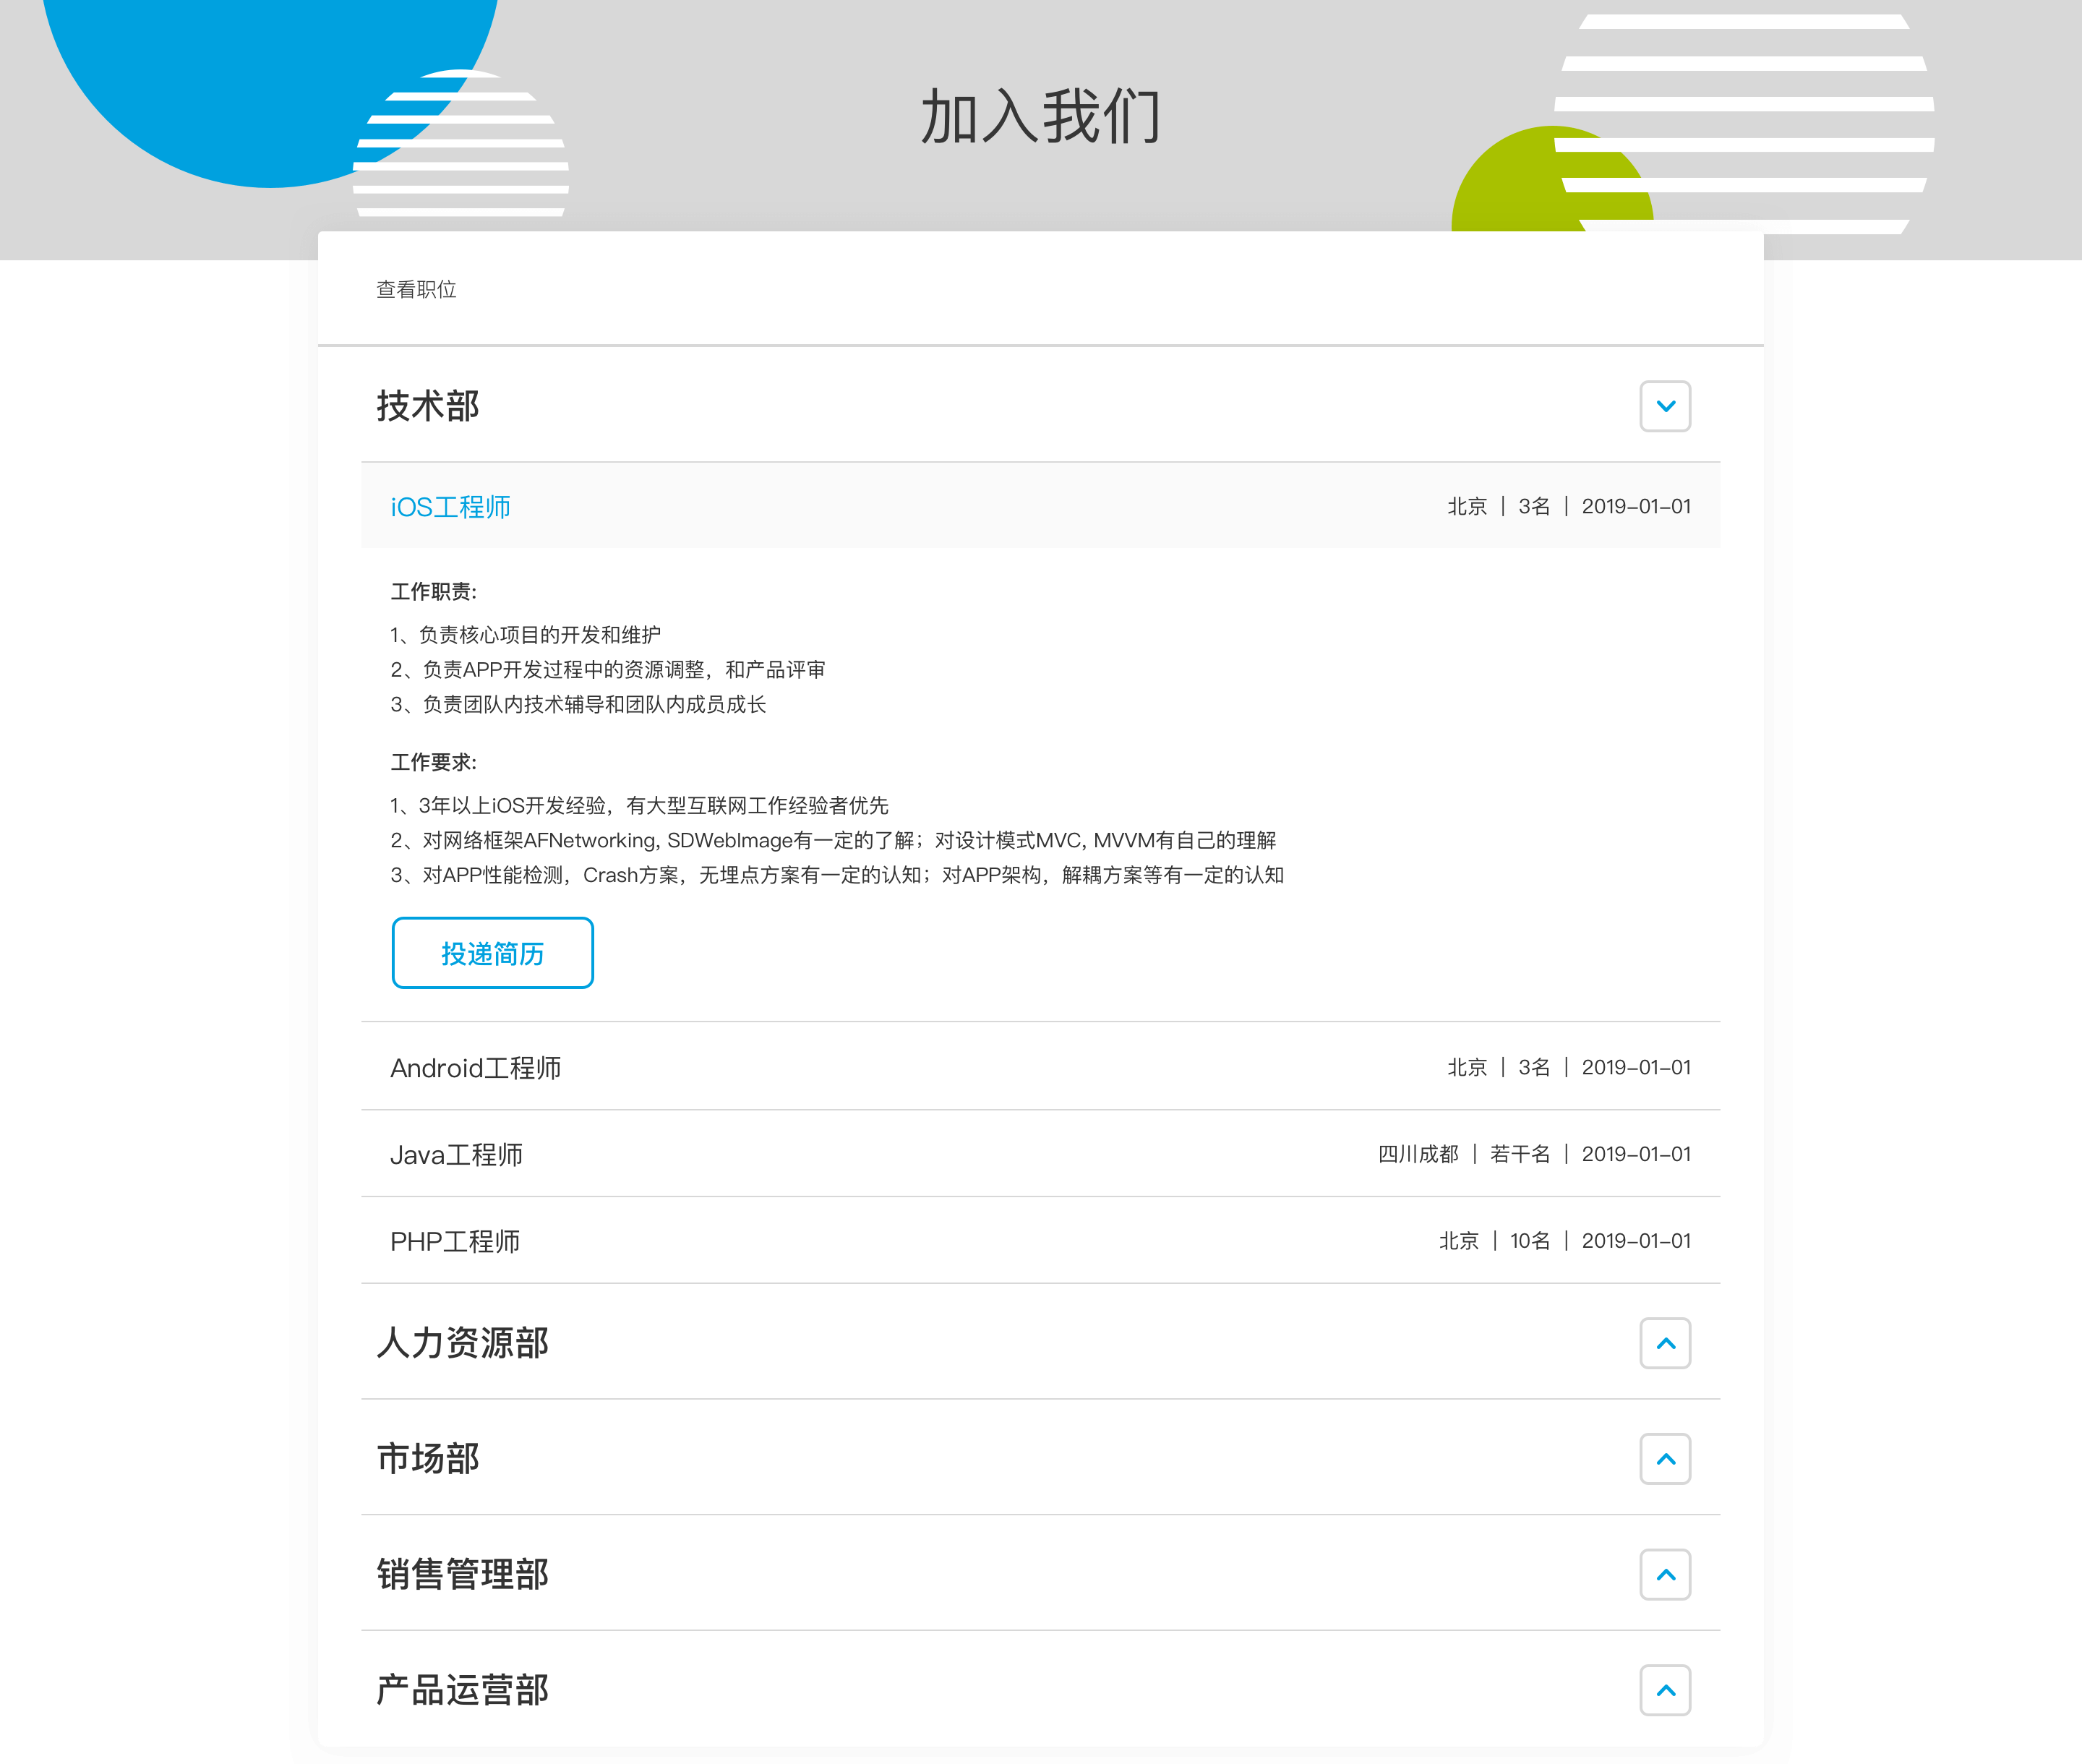 加入我们
查看职位
技术部
iOS工程师 北京 | 3名 | 2019-01-01
工作职责:
1、负责核心项目的开发和维护
2、负责APP开发过程中的资源调整，和产品评审
3、负责团队内技术辅导和团队内成员成长
工作要求:
1、3年以上iOS开发经验，有大型互联网工作经验者优先
2、对网络框架AFNetworking, SDWebImage有一定的了解；对设计模式MVC, MVVM有自己的理解
3、对APP性能检测，Crash方案，无埋点方案有一定的认知；对APP架构，解耦方案等有一定的认知
投递简历
Android工程师 北京 | 3名 | 2019-01-01
Java工程师 四川成都 | 若干名 | 2019-01-01
PHP工程师 北京 | 10名 | 2019-01-01
人力资源部
市场部
销售管理部
产品运营部